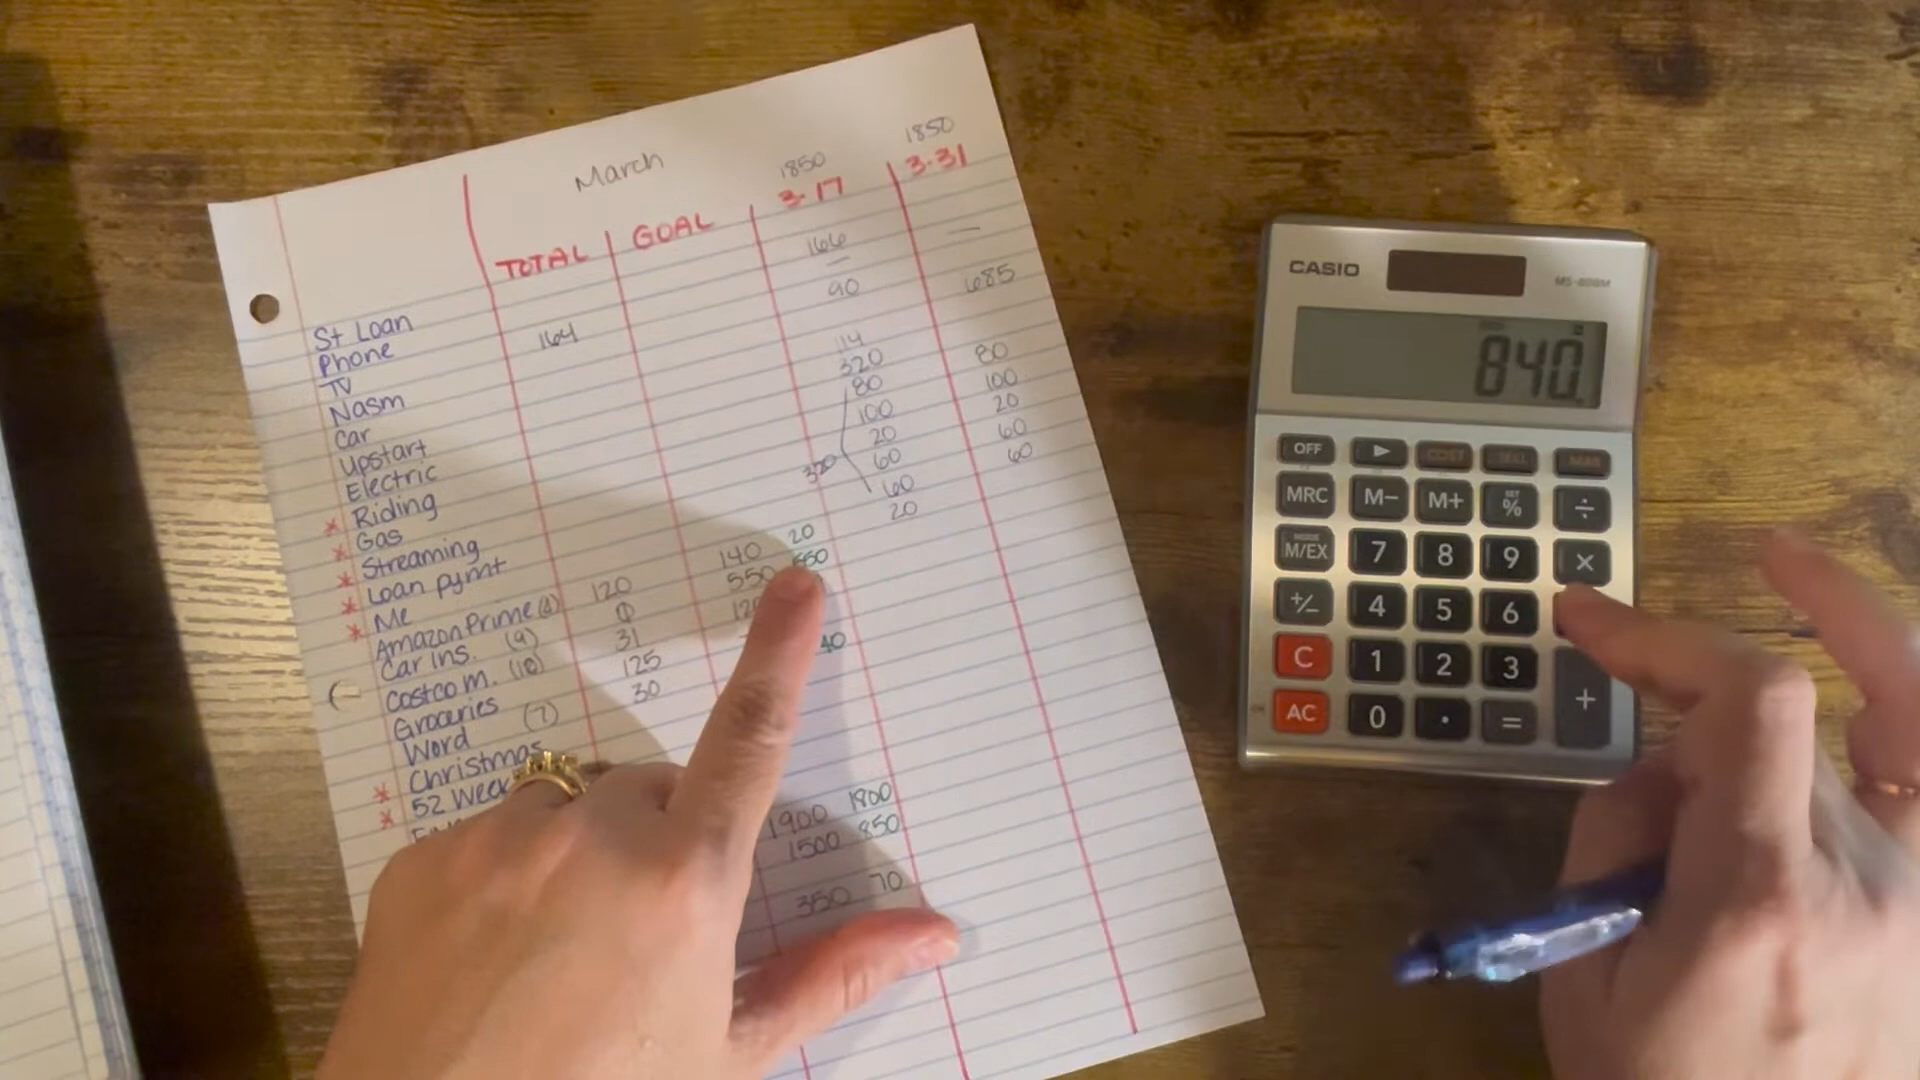 March
1850
1850
TOTAL
GOAL
3.17
3.31
St Loan
166
—
Phone
164
90
685
TV
Nasm
114
Car
320
80
Upstart
80
100
Electric
100
20
* Riding
20
60
* Gas
320
60
60
* Streaming
60
* Loan pymt
20
* Me
Amazon Prime (4)
120
140
20
Car Ins. (9)
0
550
Costco M. (10)
31
Groceries
125
40
Word (7)
30
* Christmas
* 52 Week
1900
1800
1500
850
350
70
CASIO
840.
OFF
MRC M- M+ %
M/EX 7 8 9 ×
+/- 4 5 6
C 1 2 3 +
AC 0 . =
÷